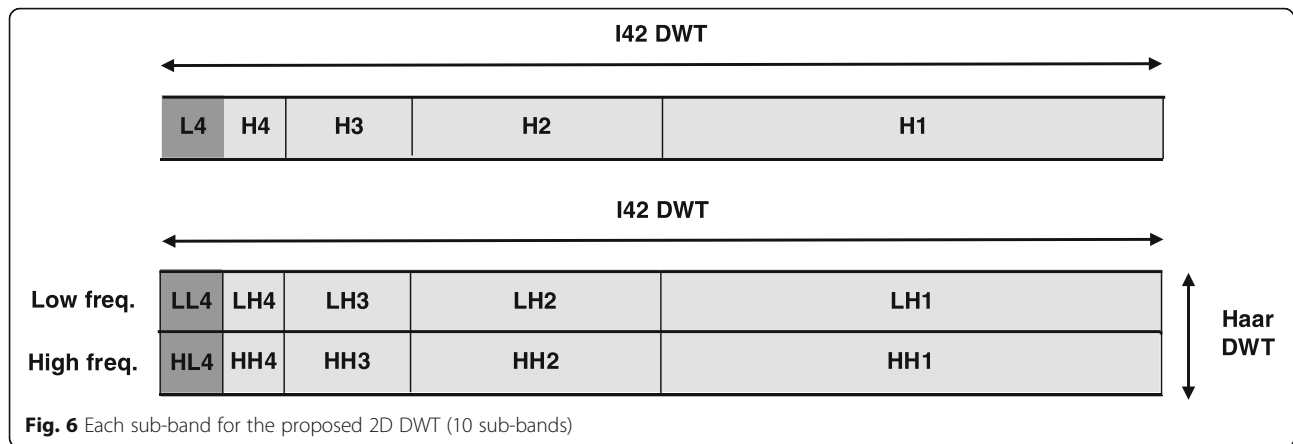 I42 DWT
L4 H4 H3 H2 H1
I42 DWT
Low freq. LL4 LH4 LH3 LH2 LH1
High freq. HL4 HH4 HH3 HH2 HH1
Haar
DWT
Fig. 6 Each sub-band for the proposed 2D DWT (10 sub-bands)